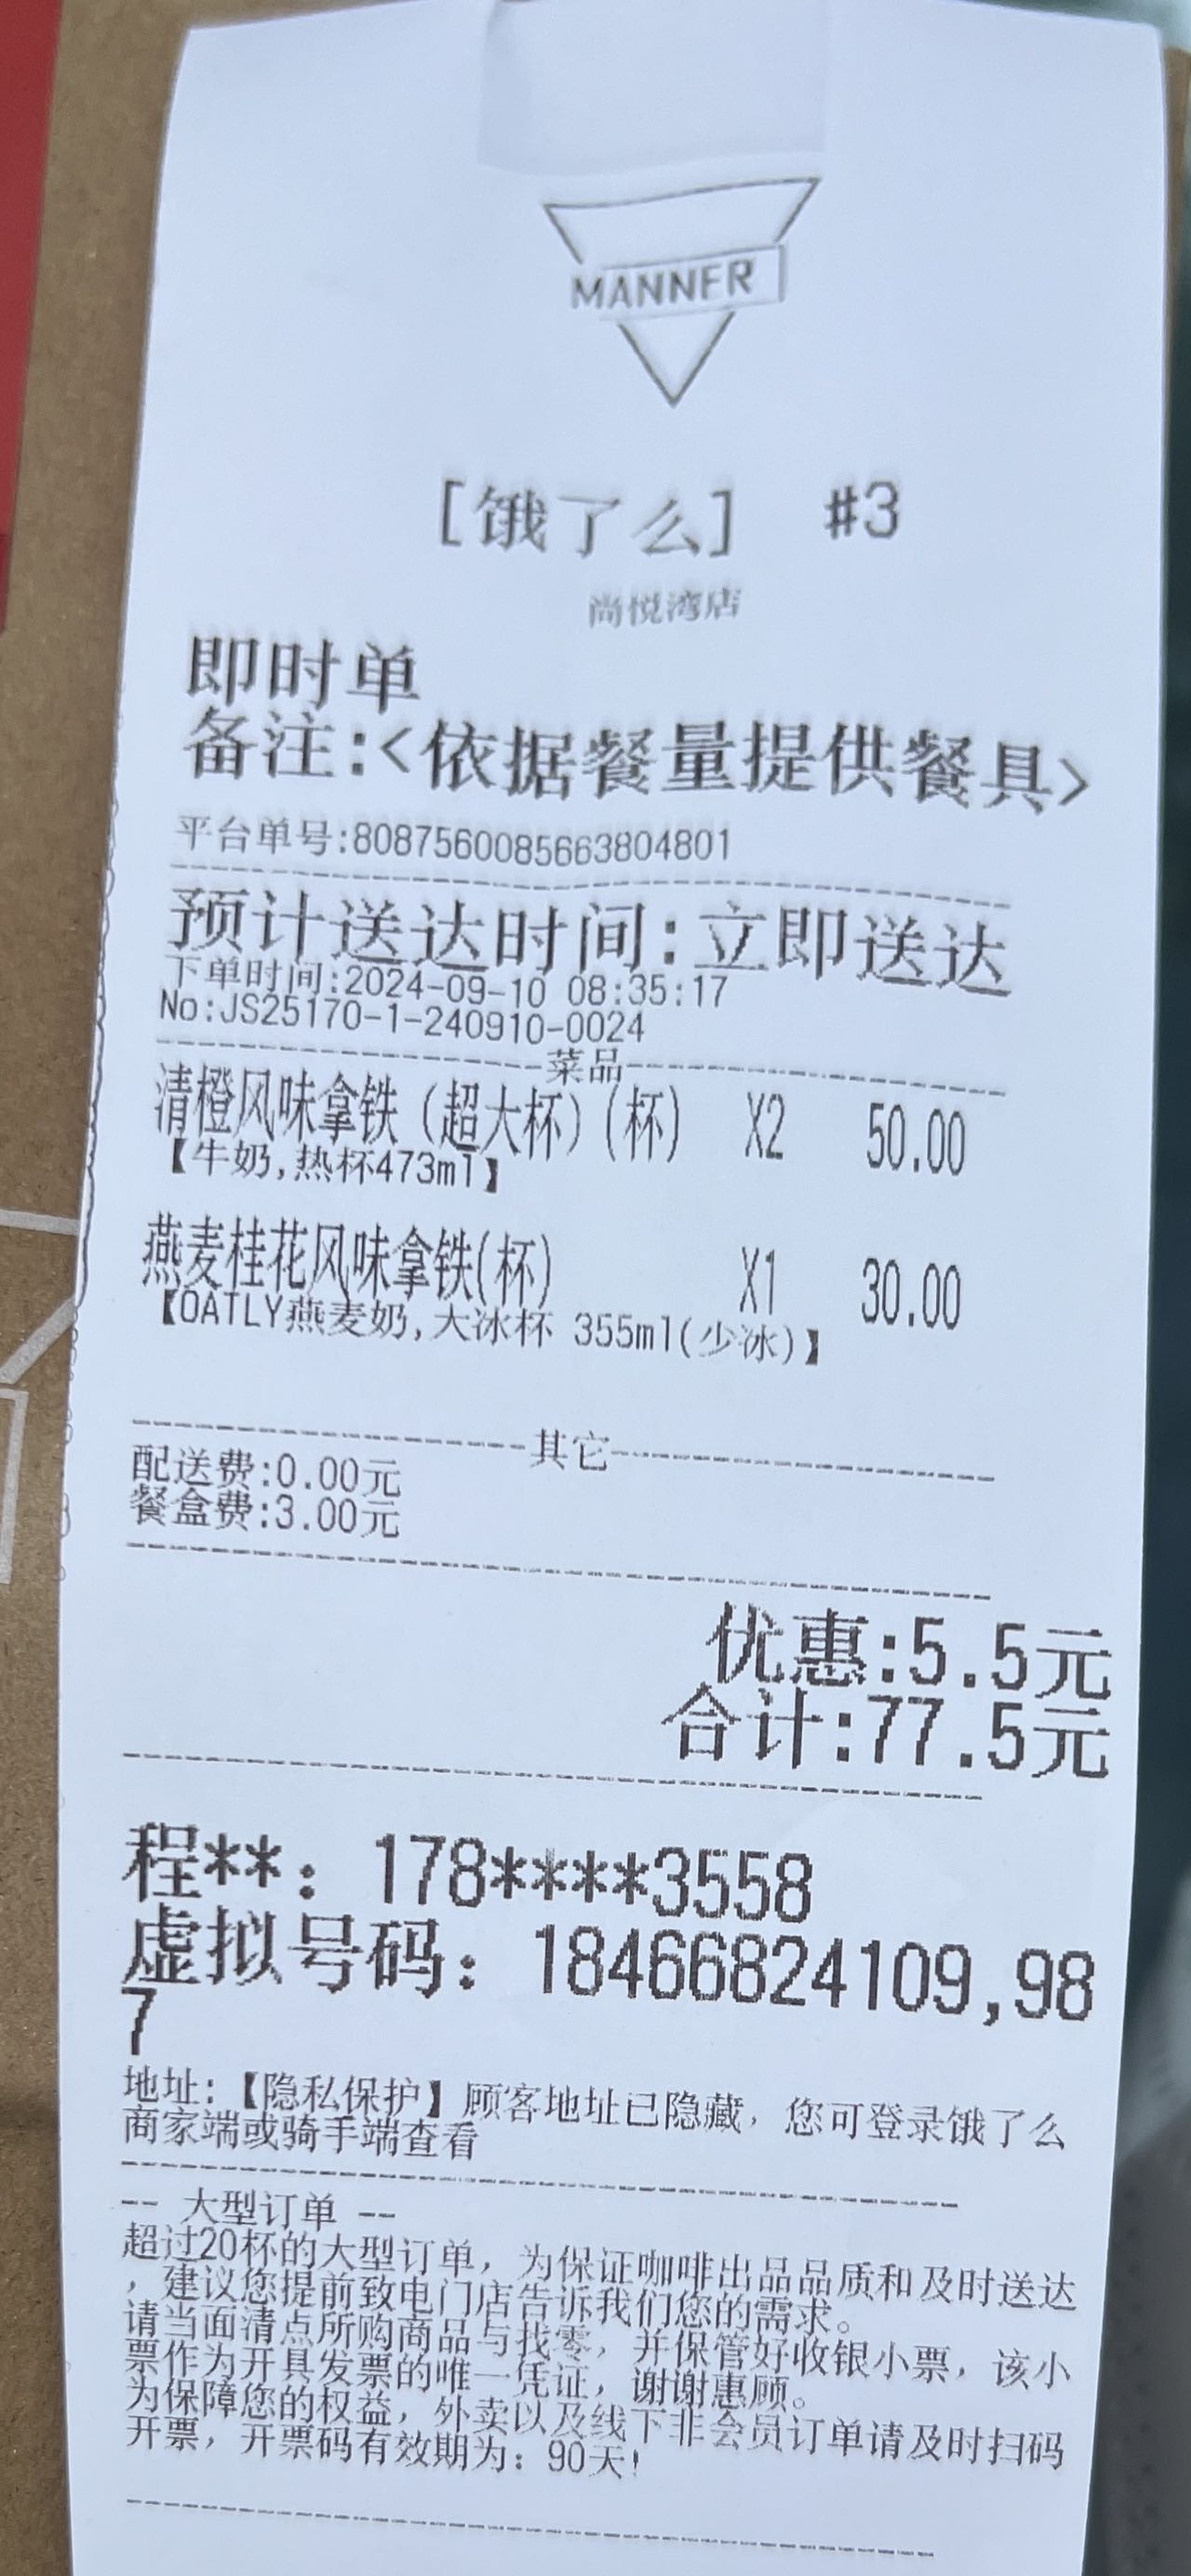 MANNER
[饿了么] #3
尚悦湾店
即时单
备注:<依据餐量提供餐具>
平台单号:8087560085663804801
预计送达时间:立即送达
下单时间:2024-09-10 08:35:17
No:JS25170-1-240910-0024
菜品
清橙风味拿铁(超大杯)(杯) X2 50.00
【牛奶,热杯473ml】
燕麦桂花风味拿铁(杯) X1 30.00
【OATLY燕麦奶,大冰杯 355ml(少冰)】
其它
配送费:0.00元
餐盒费:3.00元
优惠:5.5元
合计:77.5元
程**: 178****3558
虚拟号码: 18466824109,98
7
地址:【隐私保护】顾客地址已隐藏, 您可登录饿了么
商家端或骑手端查看
-- 大型订单 --
超过20杯的大型订单, 为保证咖啡出品品质和及时送达
, 建议您提前致电门店告诉我们您的需求。
请当面清点所购商品与找零, 并保管好收银小票, 该小
票作为开具发票的唯一凭证, 谢谢惠顾。
为保障您的权益, 外卖以及线下非会员订单请及时扫码
开票, 开票码有效期为: 90天!